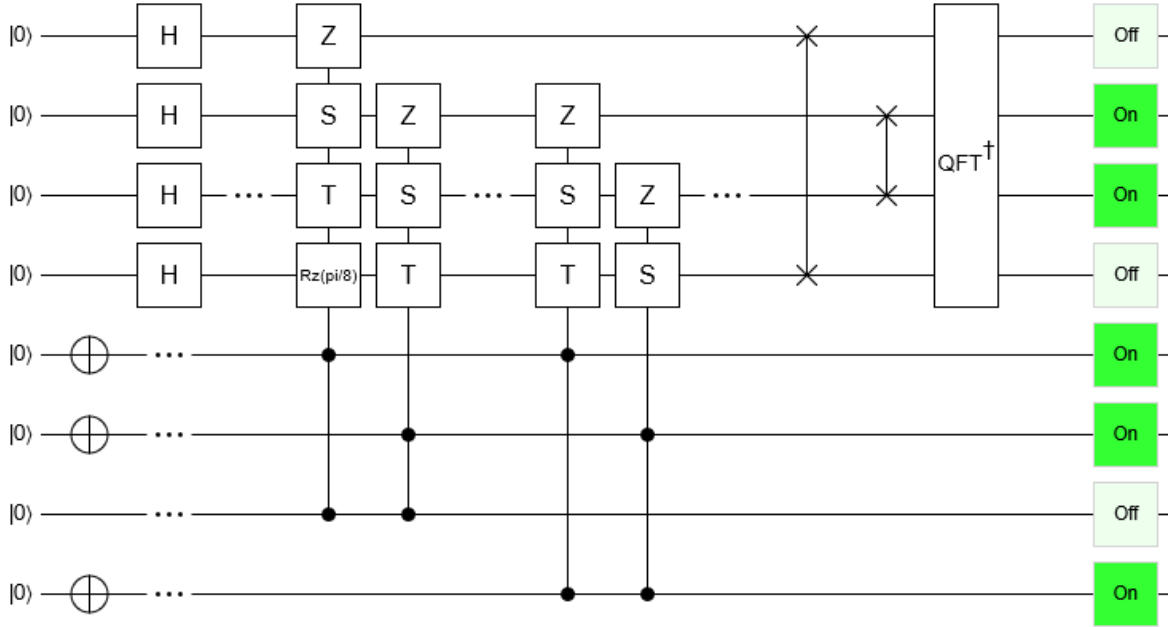 |0⟩ H Z Off
|0⟩ H S Z Z On
|0⟩ H ... T S ... S Z ... QFT† On
|0⟩ H Rz(pi/8) T T S Off
|0⟩ ... On
|0⟩ ... On
|0⟩ ... Off
|0⟩ ... On